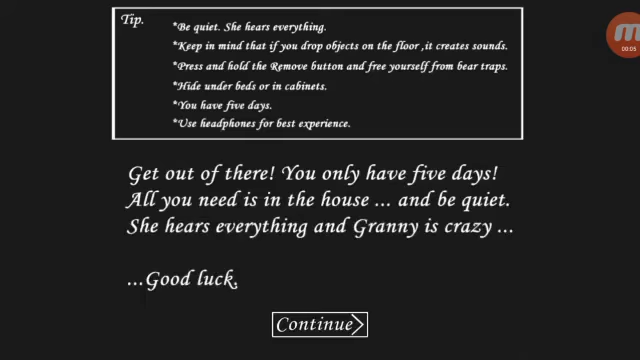 Tip.
*Be quiet. She hears everything.
*Keep in mind that if you drop objects on the floor ,it creates sounds.
*Press and hold the Remove button and free yourself from bear traps.
*Hide under beds or in cabinets.
*You have five days.
*Use headphones for best experience.
00:05
Get out of there! You only have five days!
All you need is in the house ... and be quiet.
She hears everything and Granny is crazy ...
...Good luck.
Continue